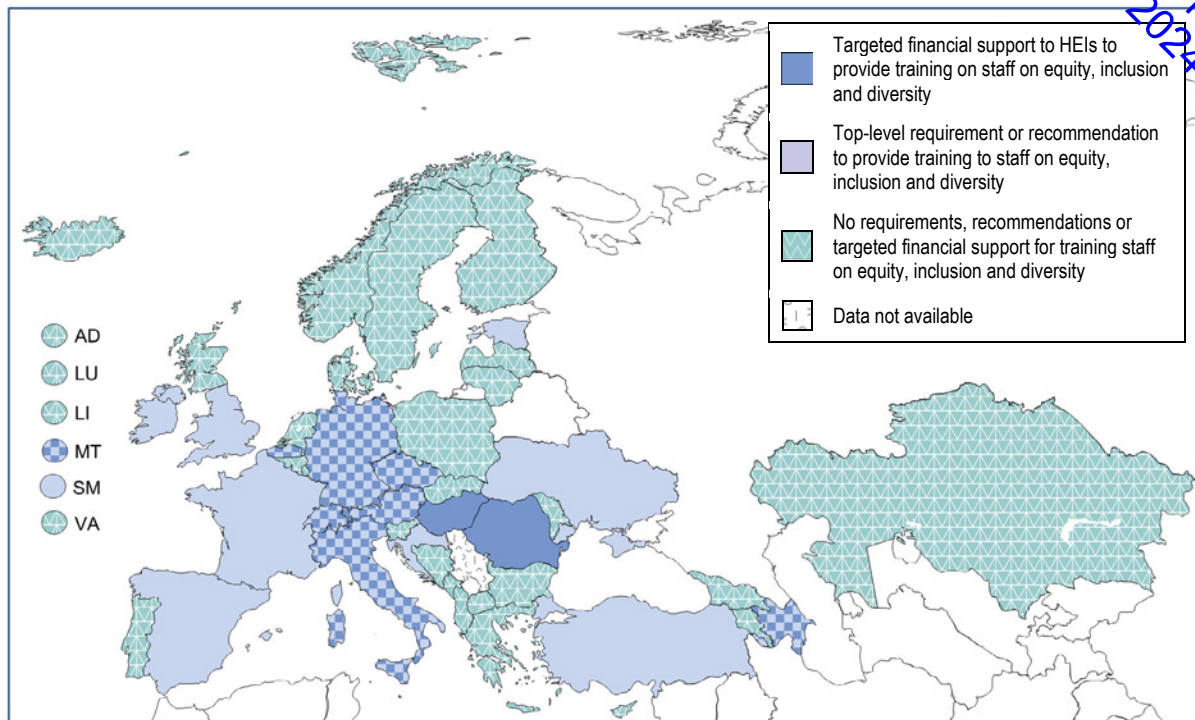 2024
Targeted financial support to HEIs to
provide training on staff on equity, inclusion
and diversity
Top-level requirement or recommendation
to provide training to staff on equity,
inclusion and diversity
No requirements, recommendations or
targeted financial support for training staff
on equity, inclusion and diversity
Data not available
AD
LU
LI
MT
SM
VA